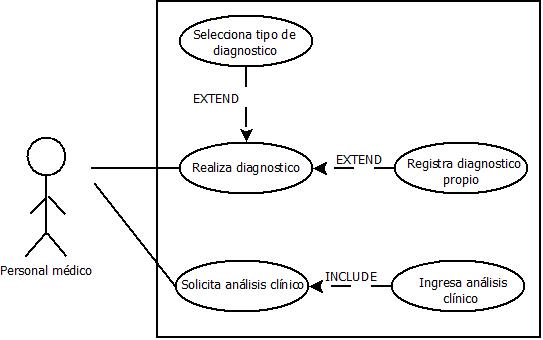 Selecciona tipo de
diagnostico
EXTEND
Realiza diagnostico
EXTEND
Registra diagnostico
propio
Personal médico
Solicita análisis clínico
INCLUDE
Ingresa análisis
clínico